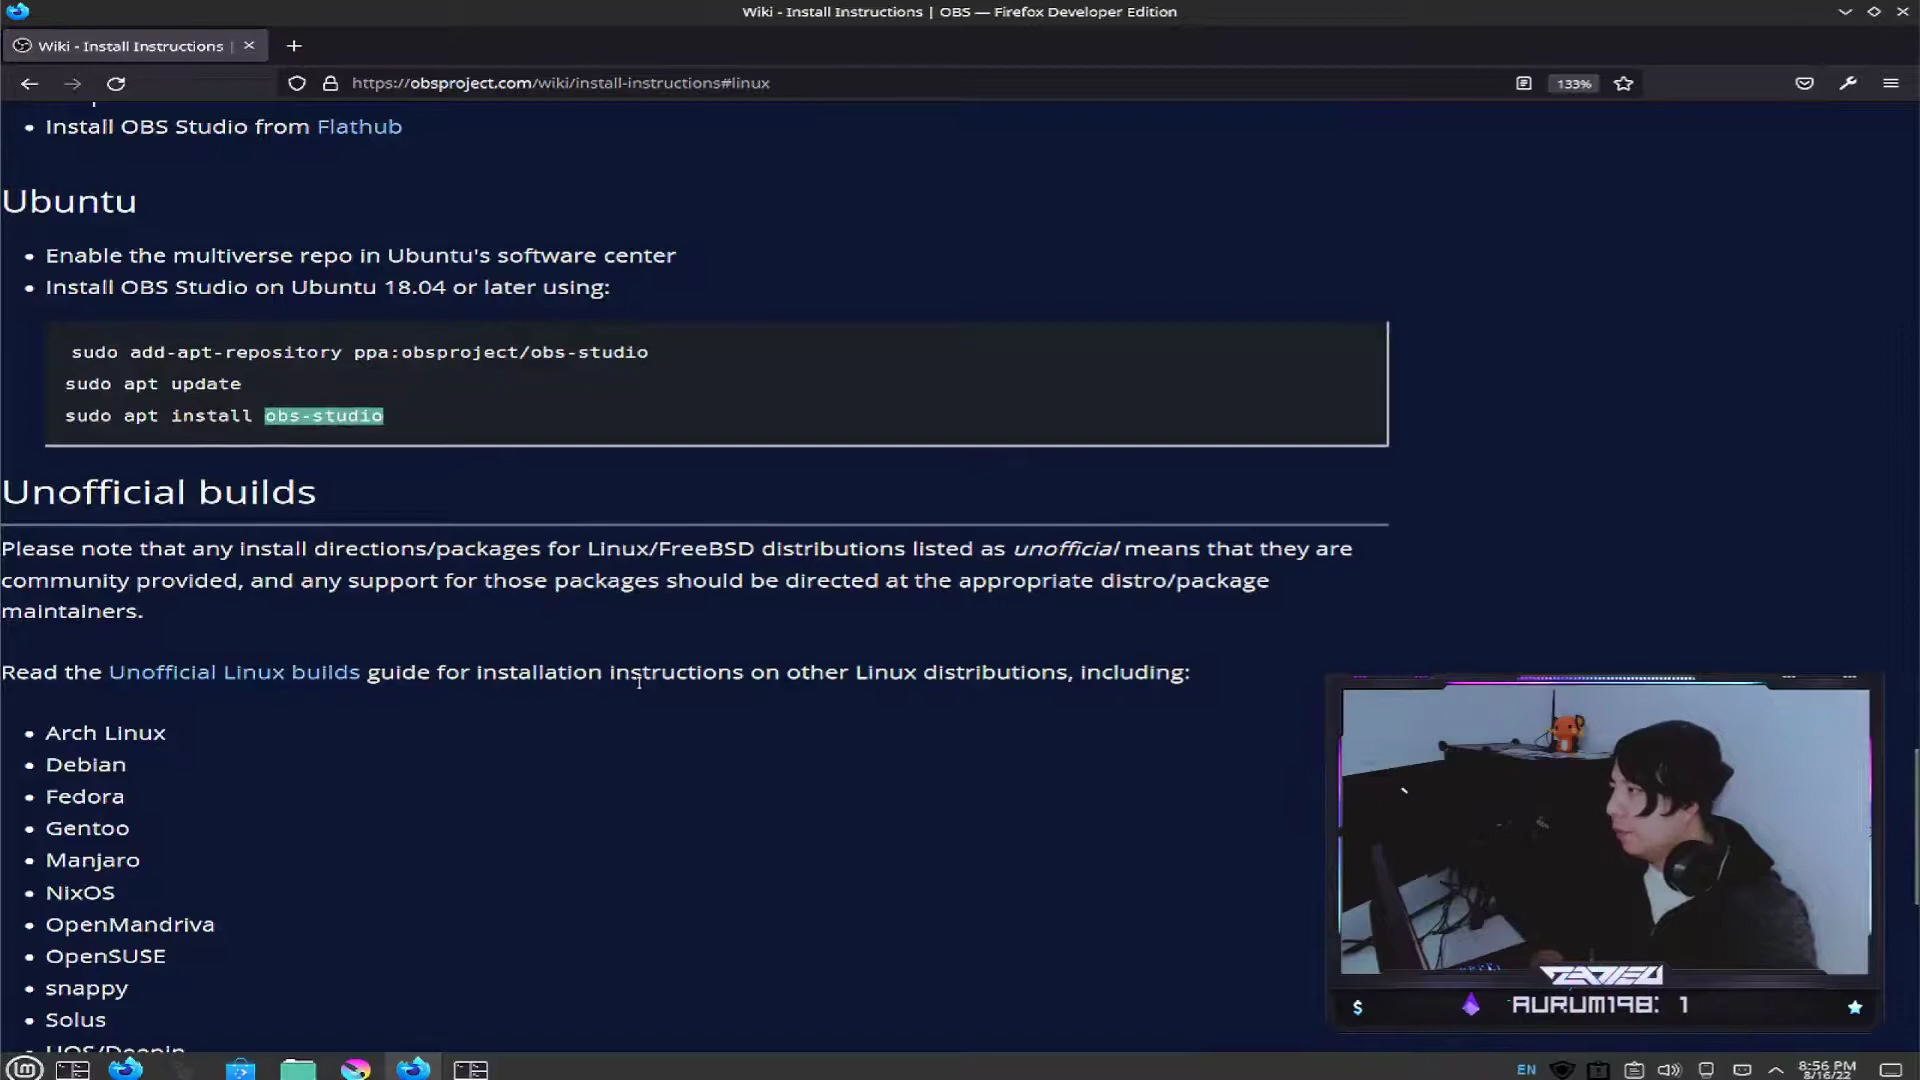 Wiki - Install Instructions | OBS — Firefox Developer Edition
Wiki - Install Instructions |
https://obsproject.com/wiki/install-instructions#linux
133%
Install OBS Studio from Flathub
Ubuntu
Enable the multiverse repo in Ubuntu's software center
Install OBS Studio on Ubuntu 18.04 or later using:
sudo add-apt-repository ppa:obsproject/obs-studio
sudo apt update
sudo apt install obs-studio
Unofficial builds
Please note that any install directions/packages for Linux/FreeBSD distributions listed as unofficial means that they are
community provided, and any support for those packages should be directed at the appropriate distro/package
maintainers.
Read the Unofficial Linux builds guide for installation instructions on other Linux distributions, including:
Arch Linux
Debian
Fedora
Gentoo
Manjaro
NixOS
OpenMandriva
OpenSUSE
snappy
Solus
UOS/Deepin
$ AURUM198: 1
EN
8:56 PM
8/16/22